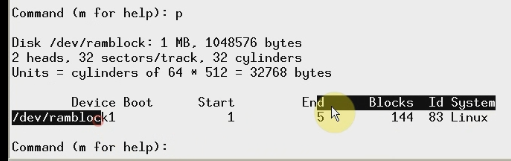 Command (m for help): p
Disk /dev/ramblock: 1 MB, 1048576 bytes
2 heads, 32 sectors/track, 32 cylinders
Units = cylinders of 64 * 512 = 32768 bytes
Device Boot Start End Blocks Id System
/dev/ramblock1 1 5 144 83 Linux
Command (m for help):